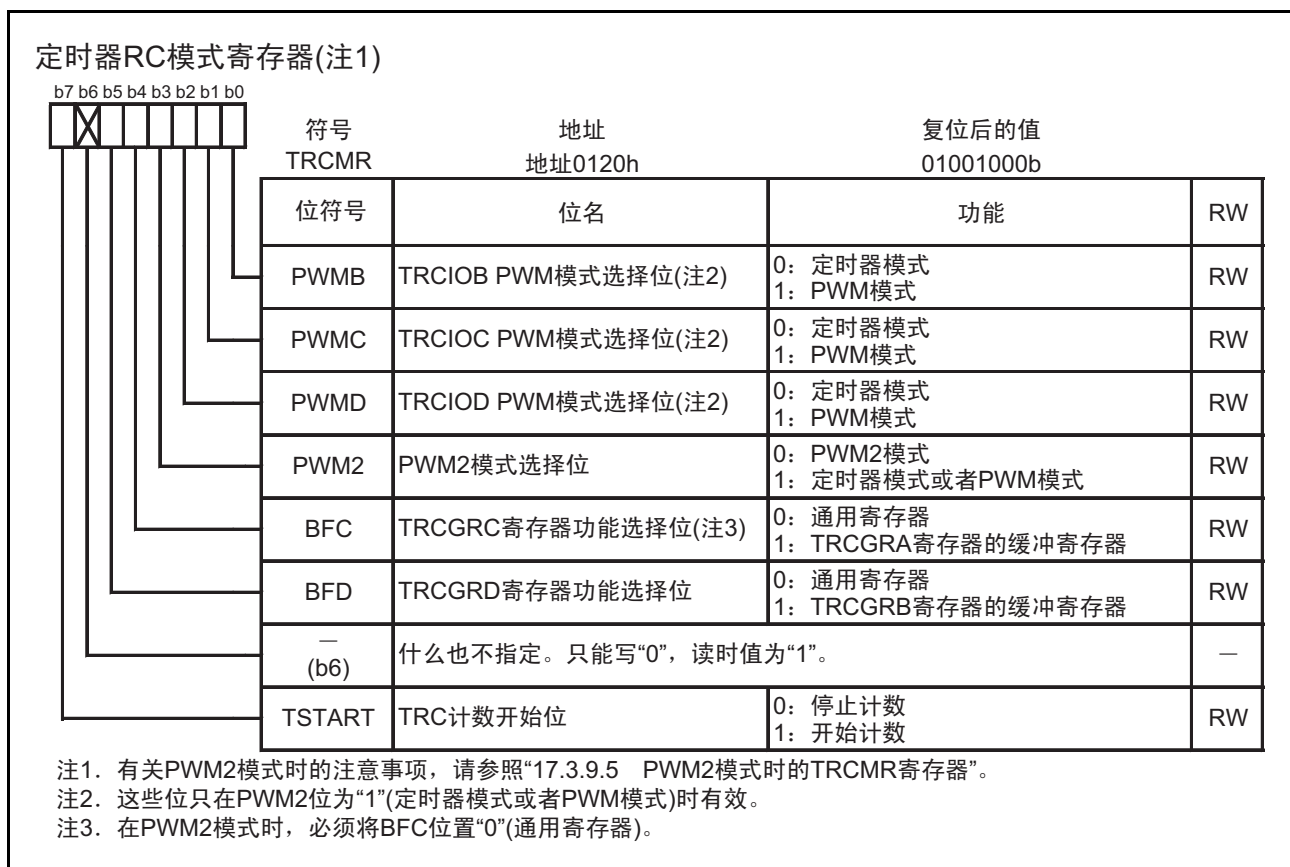 定时器RC模式寄存器(注1)
b7 b6 b5 b4 b3 b2 b1 b0
符号 地址 复位后的值
TRCMR 地址0120h 01001000b
位符号 位名 功能 RW
PWMB TRCIOB PWM模式选择位(注2) 0：定时器模式 RW
1：PWM模式
PWMC TRCIOC PWM模式选择位(注2) 0：定时器模式 RW
1：PWM模式
PWMD TRCIOD PWM模式选择位(注2) 0：定时器模式 RW
1：PWM模式
PWM2 PWM2模式选择位 0：PWM2模式 RW
1：定时器模式或者PWM模式
BFC TRCGRC寄存器功能选择位(注3) 0：通用寄存器 RW
1：TRCGRA寄存器的缓冲寄存器
BFD TRCGRD寄存器功能选择位 0：通用寄存器 RW
1：TRCGRB寄存器的缓冲寄存器
— 什么也不指定。只能写“0”，读时值为“1”。 —
(b6)
TSTART TRC计数开始位 0：停止计数 RW
1：开始计数
注1．有关PWM2模式时的注意事项，请参照“17.3.9.5 PWM2模式时的TRCMR寄存器”。
注2．这些位只在PWM2位为“1”(定时器模式或者PWM模式)时有效。
注3．在PWM2模式时，必须将BFC位置“0”(通用寄存器)。